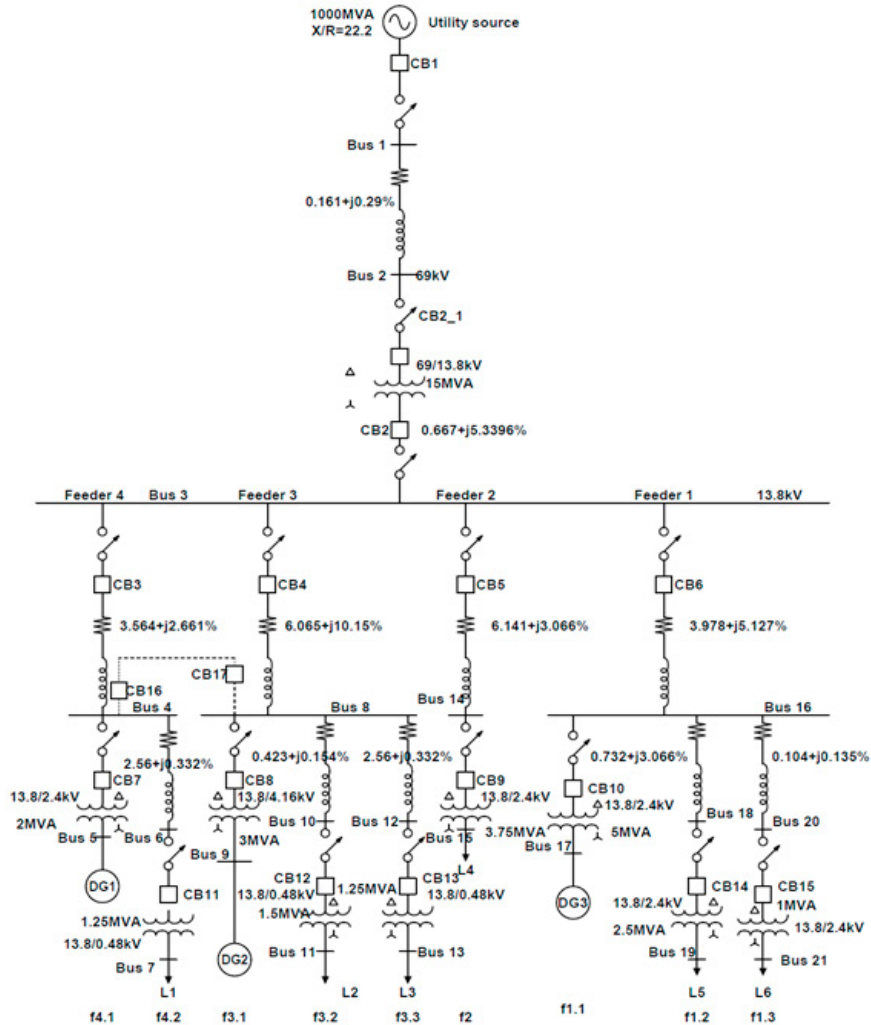 1000MVA
X/R=22.2
Utility source
CB1
Bus 1
0.161+j0.29%
Bus 2
69kV
CB2_1
69/13.8kV
15MVA
CB2
0.667+j5.3396%
Feeder 4
Bus 3
Feeder 3
Feeder 2
Feeder 1
13.8kV
CB3
CB4
CB5
CB6
3.564+j2.661%
6.065+j10.15%
6.141+j3.066%
3.978+j5.127%
CB17
CB16
Bus 4
Bus 8
Bus 14
Bus 16
2.56+j0.332%
0.423+j0.154%
2.56+j0.332%
0.732+j3.066%
0.104+j0.135%
CB7
CB8
CB9
CB10
13.8/2.4kV
13.8/4.16kV
13.8/2.4kV
13.8/2.4kV
2MVA
Bus 5
Bus 6
3MVA
Bus 10
Bus 12
3.75MVA
Bus 15
5MVA
Bus 17
Bus 18
Bus 20
Bus 9
L4
DG1
CB11
CB12
1.25MVA
CB13
DG3
CB14
CB15
13.8/0.48kV
13.8/0.48kV
1MVA
1.25MVA
1.5MVA
13.8/2.4kV
13.8/0.48kV
2.5MVA
13.8/2.4kV
Bus 7
DG2
Bus 11
Bus 13
Bus 19
Bus 21
L1
L2
L3
L5
L6
f4.1
f4.2
f3.1
f3.2
f3.3
f2
f1.1
f1.2
f1.3